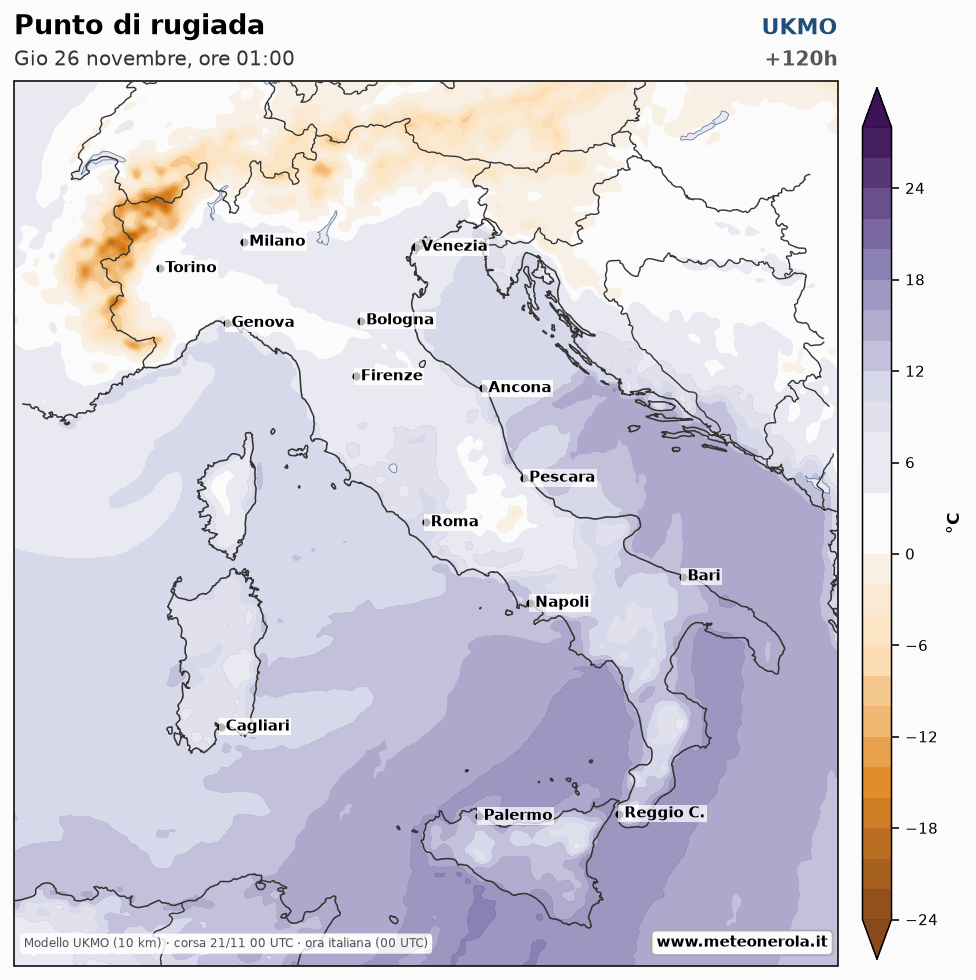 Punto di rugiada
UKMO
Gio 26 novembre, ore 01:00
+120h
Milano
Venezia
Torino
Genova
Bologna
Firenze
Ancona
Pescara
Roma
Bari
Napoli
Cagliari
Palermo
Reggio C.
24
18
12
6
0
−6
−12
−18
−24
°C
Modello UKMO (10 km) · corsa 21/11 00 UTC · ora italiana (00 UTC)
www.meteonerola.it